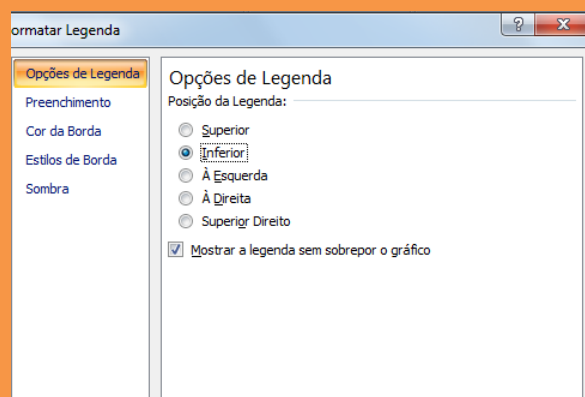 ormatar Legenda
?
X
Opções de Legenda
Preenchimento
Cor da Borda
Estilos de Borda
Sombra
Opções de Legenda
Posição da Legenda:
Superior
Inferior
À Esquerda
À Direita
Superior Direito
Mostrar a legenda sem sobrepor o gráfico